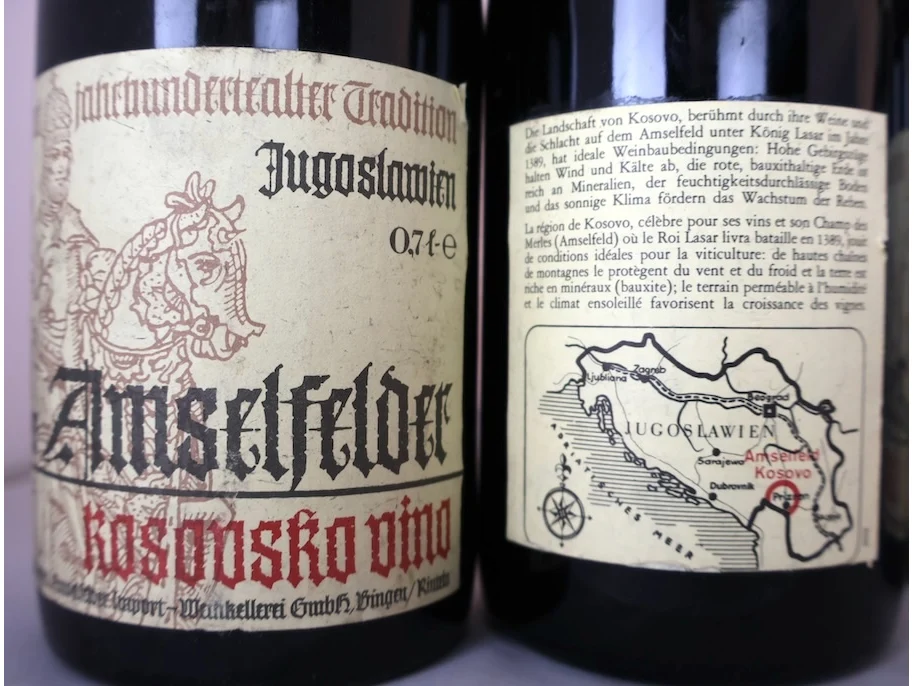 jahrhundertealter Tradition
Jugoslawien
0,7 l e
Amselfelder
kosovsko vino
Import-Weinkellerei GmbH, Bingen/Rhein
Die Landschaft von Kosovo, berühmt durch ihre Weine und
die Schlacht auf dem Amselfeld unter König Lasar im Jahre
1389, hat ideale Weinbaubedingungen: Hohe Gebirgszüge
halten Wind und Kälte ab, die rote, bauxithaltige Erde ist
reich an Mineralien, der feuchtigkeitsdurchlässige Boden
und das sonnige Klima fördern das Wachstum der Reben.
La région de Kosovo, célèbre pour ses vins et son Champ des
Merles (Amselfeld) où le Roi Lasar livra bataille en 1389, jouit
de conditions idéales pour la viticulture: de hautes chaînes
de montagnes le protègent du vent et du froid et la terre est
riche en minéraux (bauxite); le terrain perméable à l'humidité
et le climat ensoleillé favorisent la croissance des vignes.
Ljubljana
Zagreb
Beograd
JUGOSLAWIEN
Sarajewo
Amselfeld
Kosovo
Dubrovnik
Prizren
ADRIATISCHES MEER